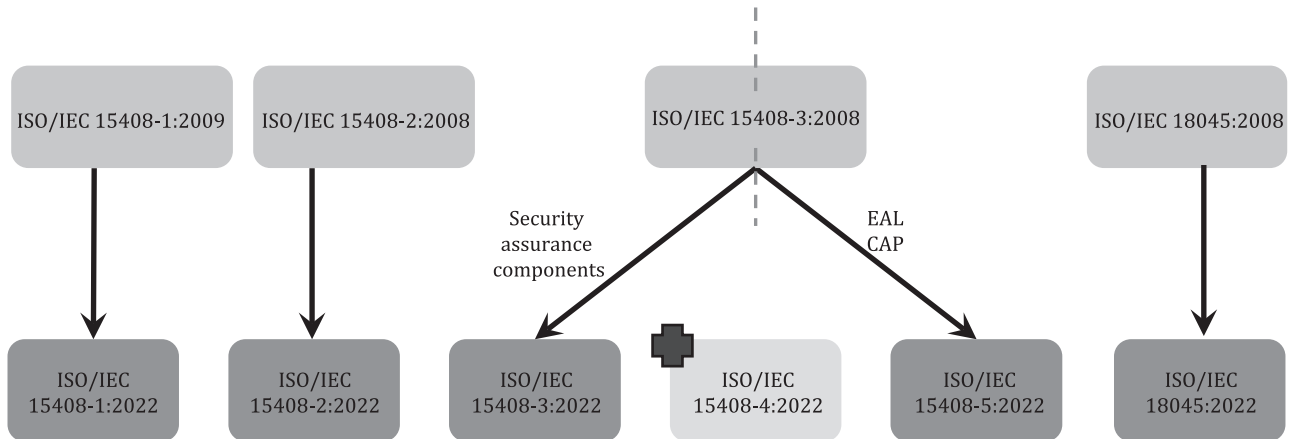 ISO/IEC 15408-1:2009
ISO/IEC 15408-2:2008
ISO/IEC 15408-3:2008
ISO/IEC 18045:2008
Security
assurance
components
EAL
CAP
ISO/IEC
15408-1:2022
ISO/IEC
15408-2:2022
ISO/IEC
15408-3:2022
ISO/IEC
15408-4:2022
ISO/IEC
15408-5:2022
ISO/IEC
18045:2022